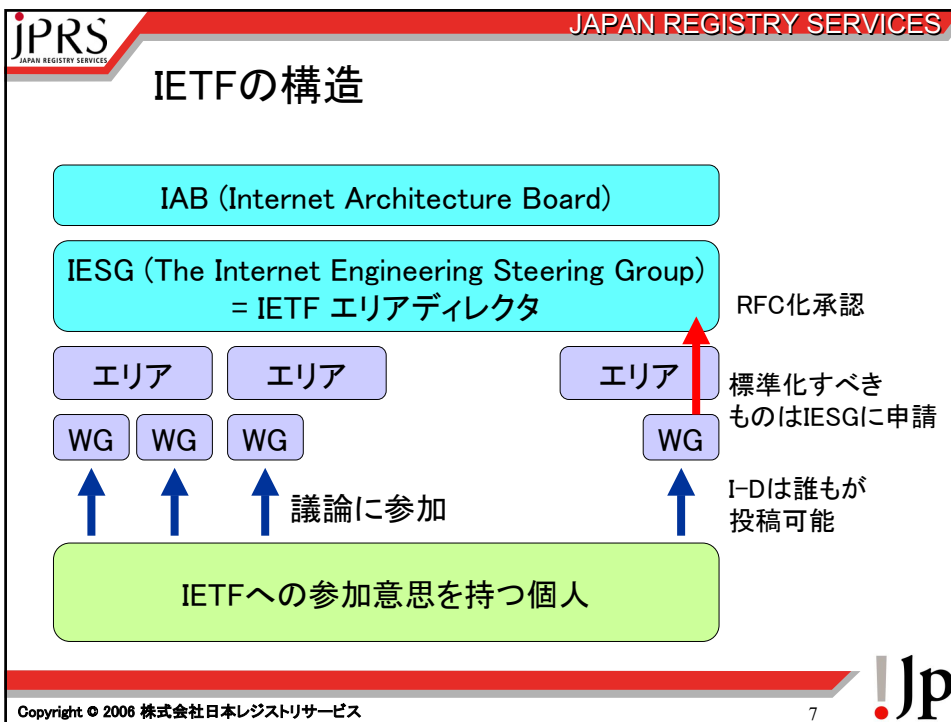 JAPAN REGISTRY SERVICES
JPRS
JAPAN REGISTRY SERVICES
IETFの構造
IAB (Internet Architecture Board)
IESG (The Internet Engineering Steering Group)
= IETF エリアディレクタ
RFC化承認
エリア
エリア
エリア
標準化すべき
ものはIESGに申請
WG
WG
WG
WG
議論に参加
I-Dは誰もが
投稿可能
IETFへの参加意思を持つ個人
Copyright © 2006 株式会社日本レジストリサービス
7
!Jp